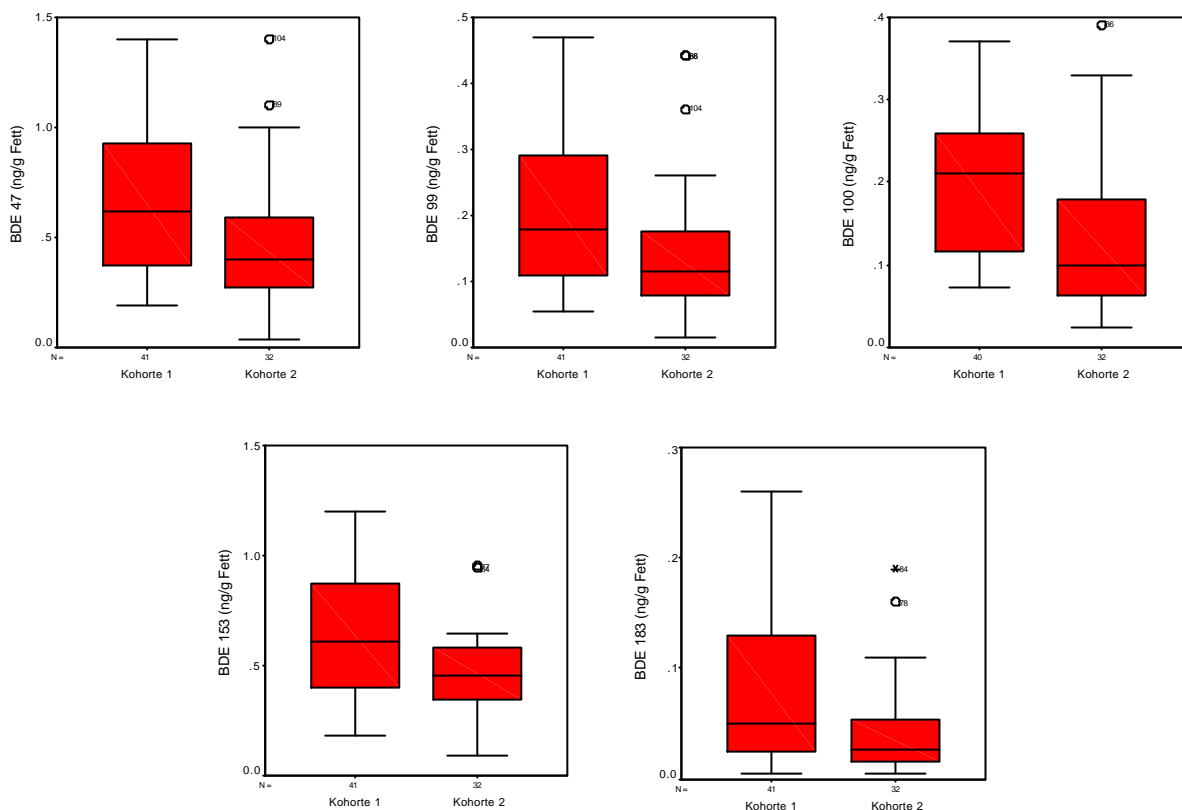 BDE 47 (ng/g Fett)
1.5
1.0
.5
0.0
104
89
N =
41
32
Kohorte 1
Kohorte 2
BDE 99 (ng/g Fett)
.5
.4
.3
.2
.1
0.0
104
N =
41
32
Kohorte 1
Kohorte 2
BDE 100 (ng/g Fett)
.4
.3
.2
.1
0.0
86
N =
40
32
Kohorte 1
Kohorte 2
BDE 153 (ng/g Fett)
1.5
1.0
.5
0.0
N =
41
32
Kohorte 1
Kohorte 2
BDE 183 (ng/g Fett)
.3
.2
.1
0.0
84
78
N =
41
32
Kohorte 1
Kohorte 2